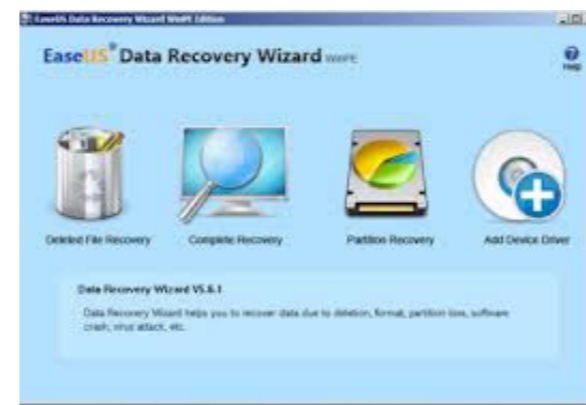 EaseUS Data Recovery Wizard WinPE Edition
EaseUS® Data Recovery Wizard WinPE
Help
Deleted File Recovery
Complete Recovery
Partition Recovery
Add Device Driver
Data Recovery Wizard V5.6.1
Data Recovery Wizard helps you to recover data due to deletion, format, partition loss, software
crash, virus attack, etc.